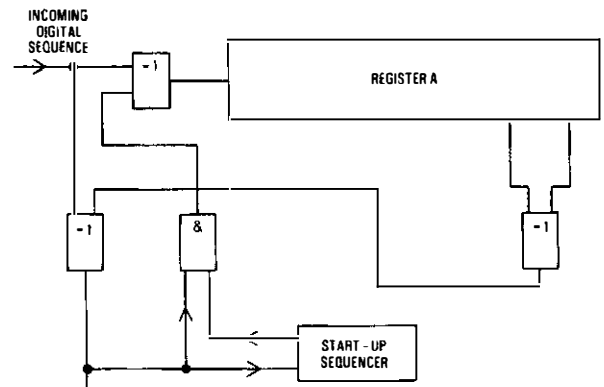 INCOMING
DIGITAL
SEQUENCE
-1
REGISTER A
-1
&
-1
START-UP
SEQUENCER